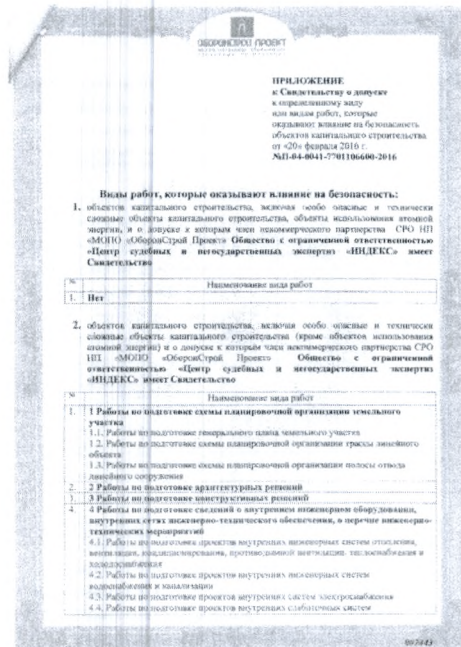 ОБОРОНСТРОЙ ПРОЕКТ
ПРИЛОЖЕНИЕ
к Свидетельству о допуске
к определенному виду
или видам работ, которые
оказывают влияние на безопасность
объектов капитального строительства
от «20» февраля 2016 г.
№П-04-0041-7701106600-2016
Виды работ, которые оказывают влияние на безопасность:
1. объектов капитального строительства, включая особо опасные и технически
сложные объекты капитального строительства, объекты использования атомной
энергии, и о допуске к которым член некоммерческого партнерства СРО НП
«МОПО «ОборонСтрой Проект» Общество с ограниченной ответственностью
«Центр судебных и негосударственных экспертиз «ИНДЕКС» имеет
Свидетельство
№ Наименование вида работ
1. Нет
2. объектов капитального строительства, включая особо опасные и технически
сложные объекты капитального строительства (кроме объектов использования
атомной энергии) и о допуске к которым член некоммерческого партнерства СРО
НП «МОПО «ОборонСтрой Проект» Общество с ограниченной
ответственностью «Центр судебных и негосударственных экспертиз
«ИНДЕКС» имеет Свидетельство
№ Наименование вида работ
1. 1 Работы по подготовке схемы планировочной организации земельного
участка
1.1. Работы по подготовке генерального плана земельного участка
1.2. Работы по подготовке схемы планировочной организации трассы линейного
объекта
1.3. Работы по подготовке схемы планировочной организации полосы отвода
линейного сооружения
2. 2 Работы по подготовке архитектурных решений
3. 3 Работы по подготовке конструктивных решений
4. 4 Работы по подготовке сведений о внутреннем инженерном оборудовании,
внутренних сетях инженерно-технического обеспечения, о перечне инженерно-
технических мероприятий
4.1. Работы по подготовке проектов внутренних инженерных систем отопления,
вентиляции, кондиционирования, противодымной вентиляции, теплоснабжения и
холодоснабжения
4.2. Работы по подготовке проектов внутренних инженерных систем
водоснабжения и канализации
4.3. Работы по подготовке проектов внутренних систем электроснабжения
4.4. Работы по подготовке проектов внутренних слаботочных систем